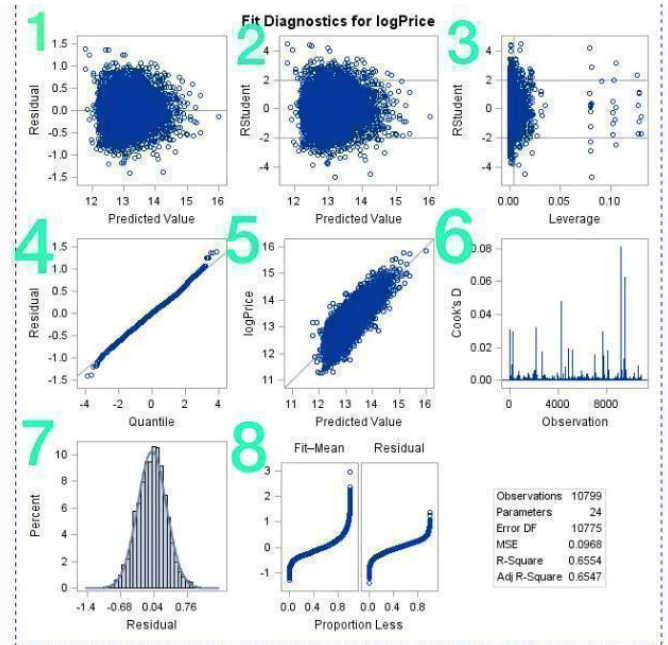 Fit Diagnostics for logPrice
1
2
3
1.5
1.0
0.5
0.0
-0.5
-1.0
-1.5
Residual
12 13 14 15 16
Predicted Value
4
2
0
-2
-4
RStudent
12 13 14 15 16
Predicted Value
4
2
0
-2
-4
RStudent
0.00 0.05 0.10
Leverage
4
5
6
1.5
1.0
0.5
0.0
-0.5
-1.0
-1.5
Residual
-4 -2 0 2 4
Quantile
16
15
14
13
12
11
logPrice
11 12 13 14 15 16
Predicted Value
0.08
0.06
0.04
0.02
0.00
Cook's D
0 4000 8000
Observation
7
8
10
8
6
4
2
0
Percent
-1.4 -0.68 0.04 0.76
Residual
Fit–Mean Residual
3
2
1
0
-1
0.0 0.4 0.8 0.0 0.4 0.8
Proportion Less
Observations 10799
Parameters 24
Error DF 10775
MSE 0.0968
R-Square 0.6554
Adj R-Square 0.6547